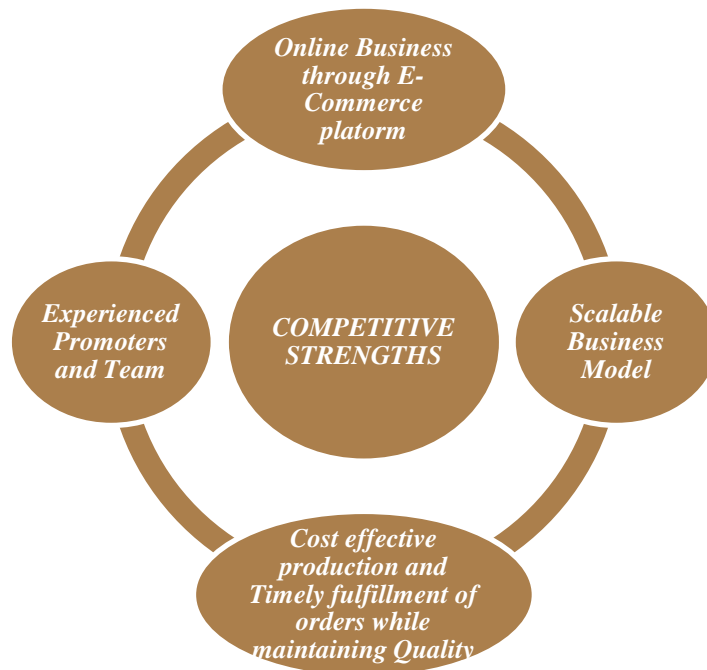 Online Business
through E-
Commerce
platorm
Experienced
Promoters
and Team
COMPETITIVE
STRENGTHS
Scalable
Business
Model
Cost effective
production and
Timely fulfillment of
orders while
maintaining Quality